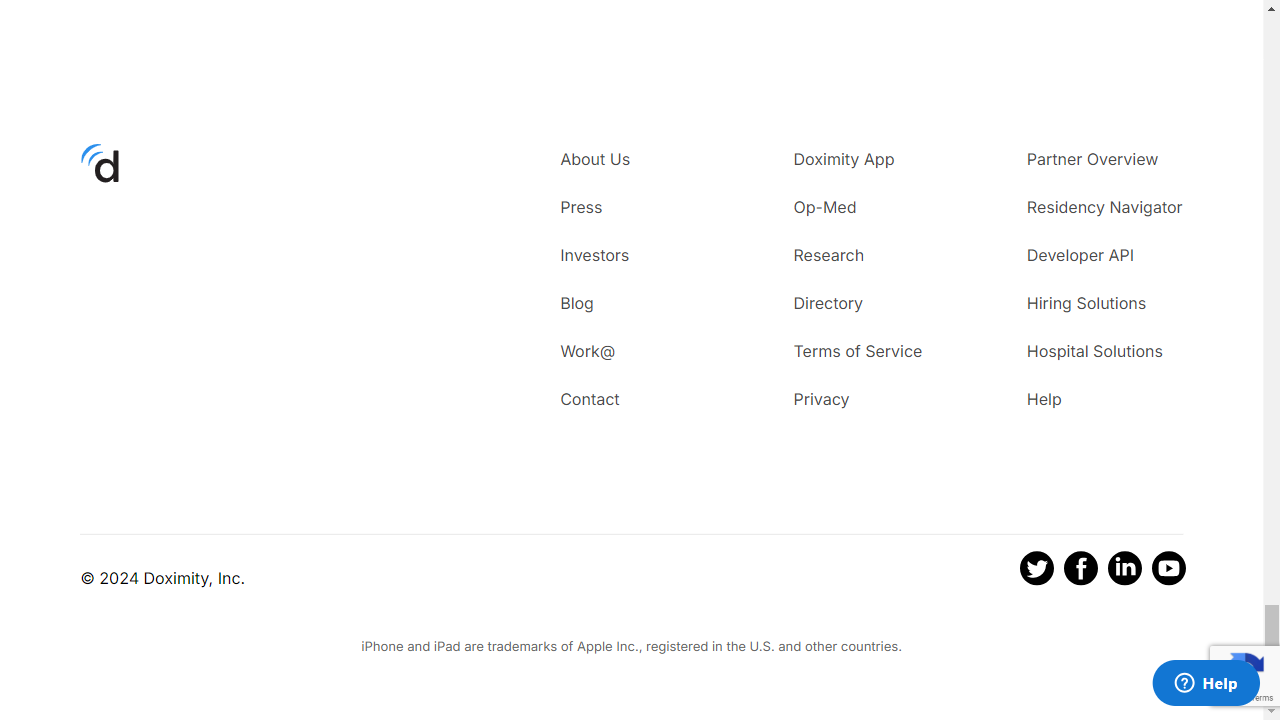 d
About Us
Press
Investors
Blog
Work@
Contact
Doximity App
Op-Med
Research
Directory
Terms of Service
Privacy
Partner Overview
Residency Navigator
Developer API
Hiring Solutions
Hospital Solutions
Help
© 2024 Doximity, Inc.
iPhone and iPad are trademarks of Apple Inc., registered in the U.S. and other countries.
Help